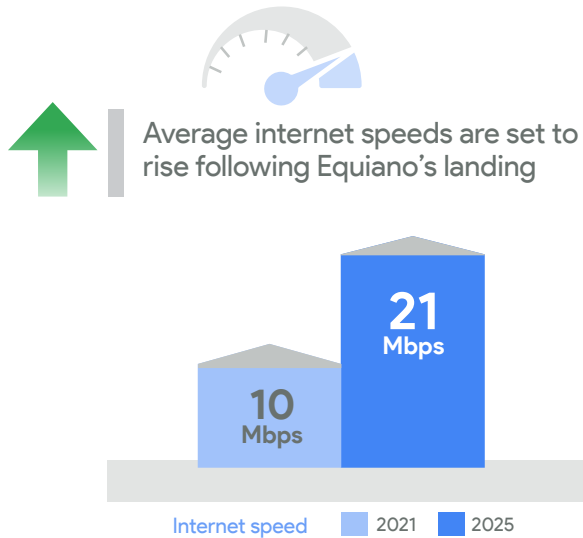 Average internet speeds are set to
rise following Equiano’s landing
21
Mbps
10
Mbps
Internet speed
2021
2025